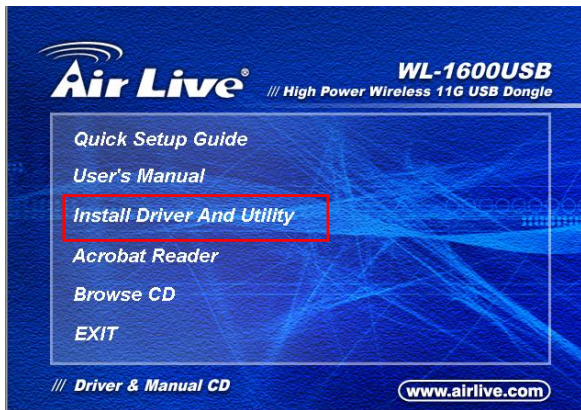 Air Live®
WL-1600USB
/// High Power Wireless 11G USB Dongle
Quick Setup Guide
User's Manual
Install Driver And Utility
Acrobat Reader
Browse CD
EXIT
/// Driver & Manual CD
www.airlive.com